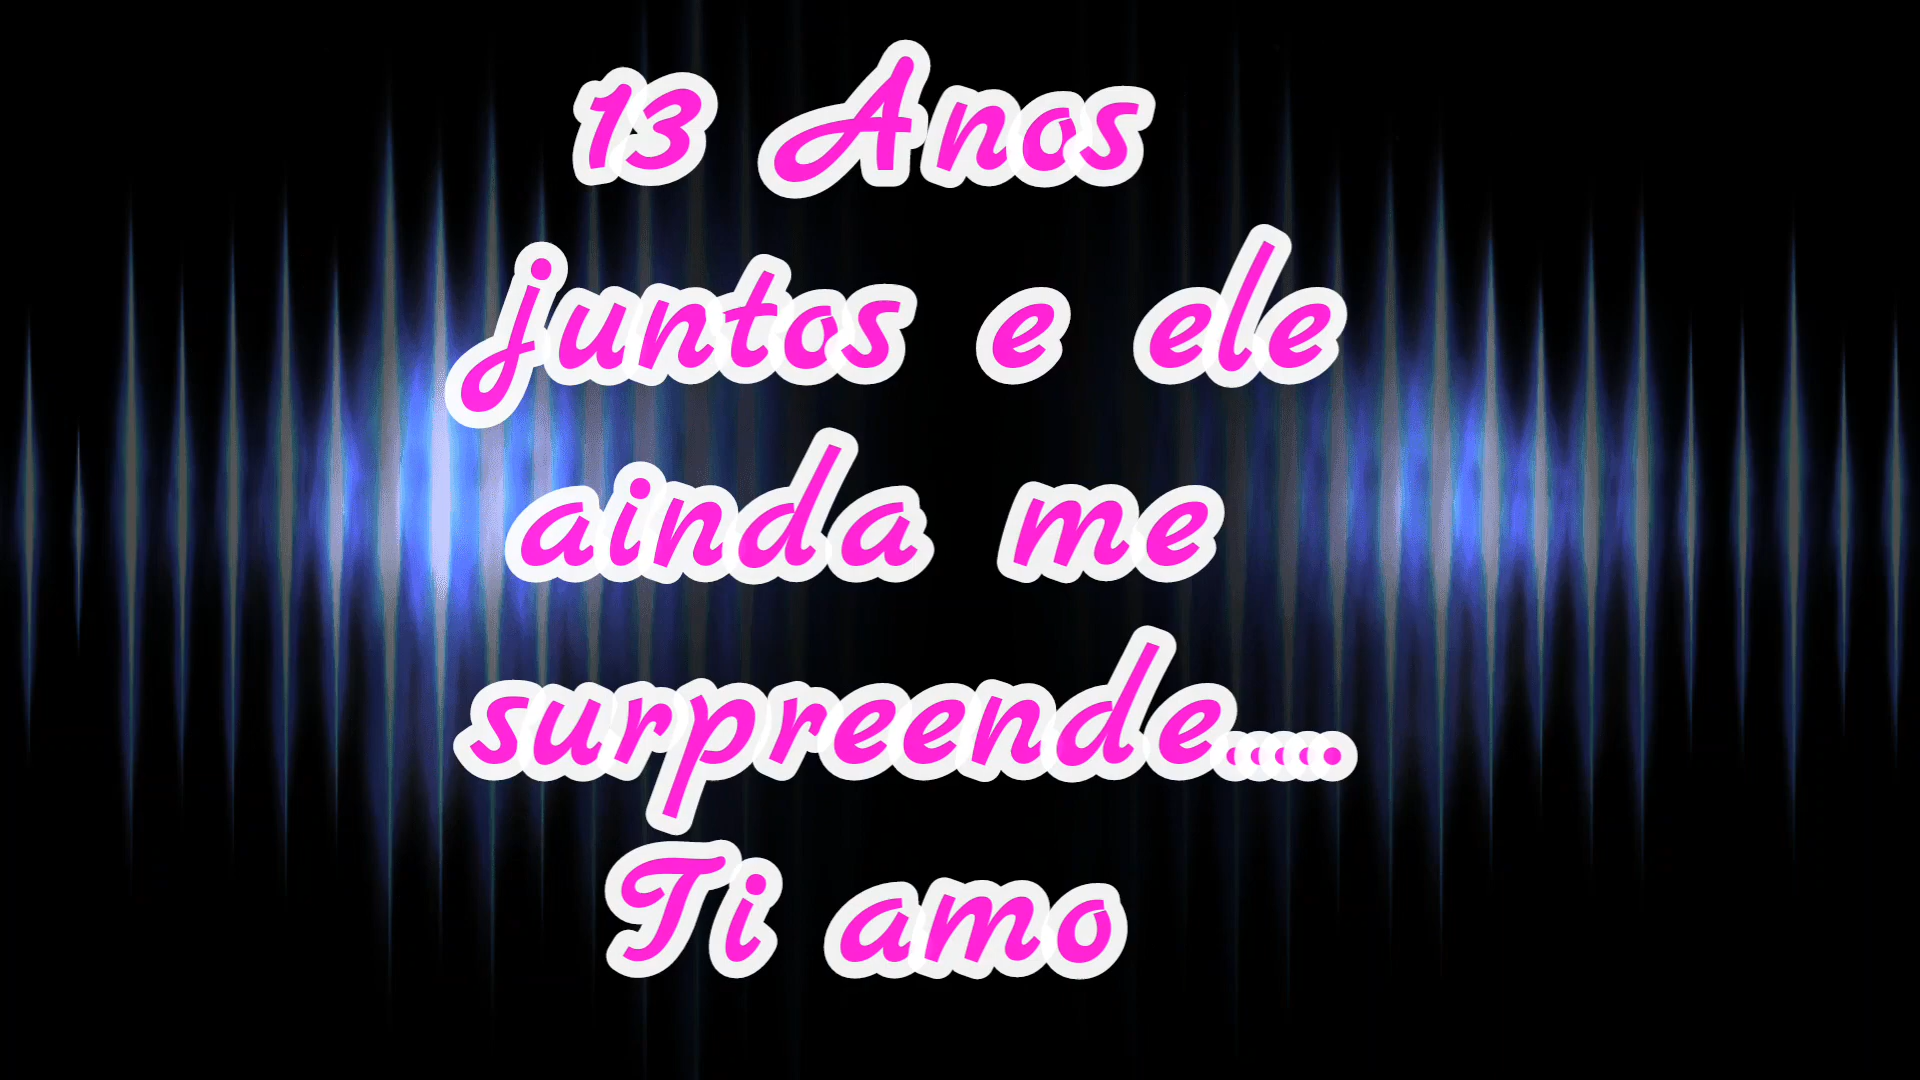 13 Anos
juntos e ele
ainda me
surpreende.....
Ti amo